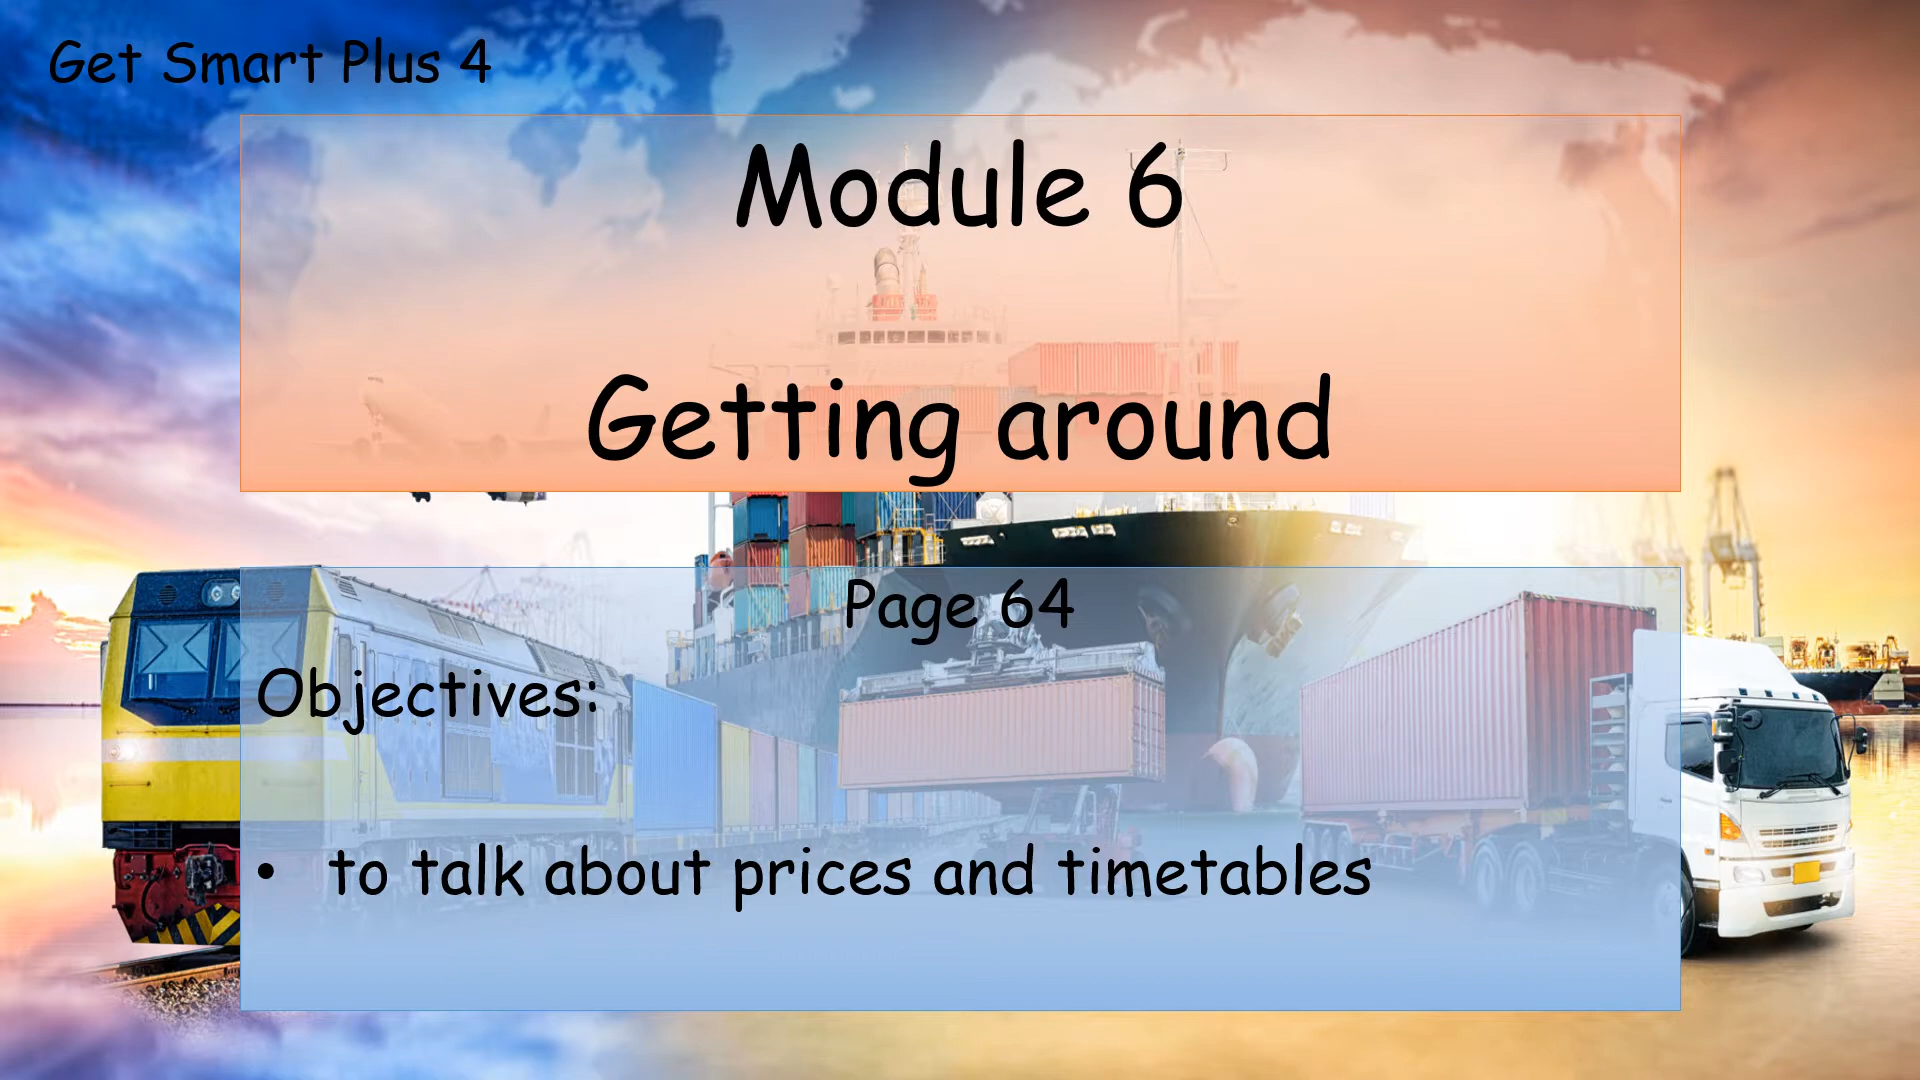 Get Smart Plus 4
Module 6
Getting around
Page 64
Objectives:
• to talk about prices and timetables